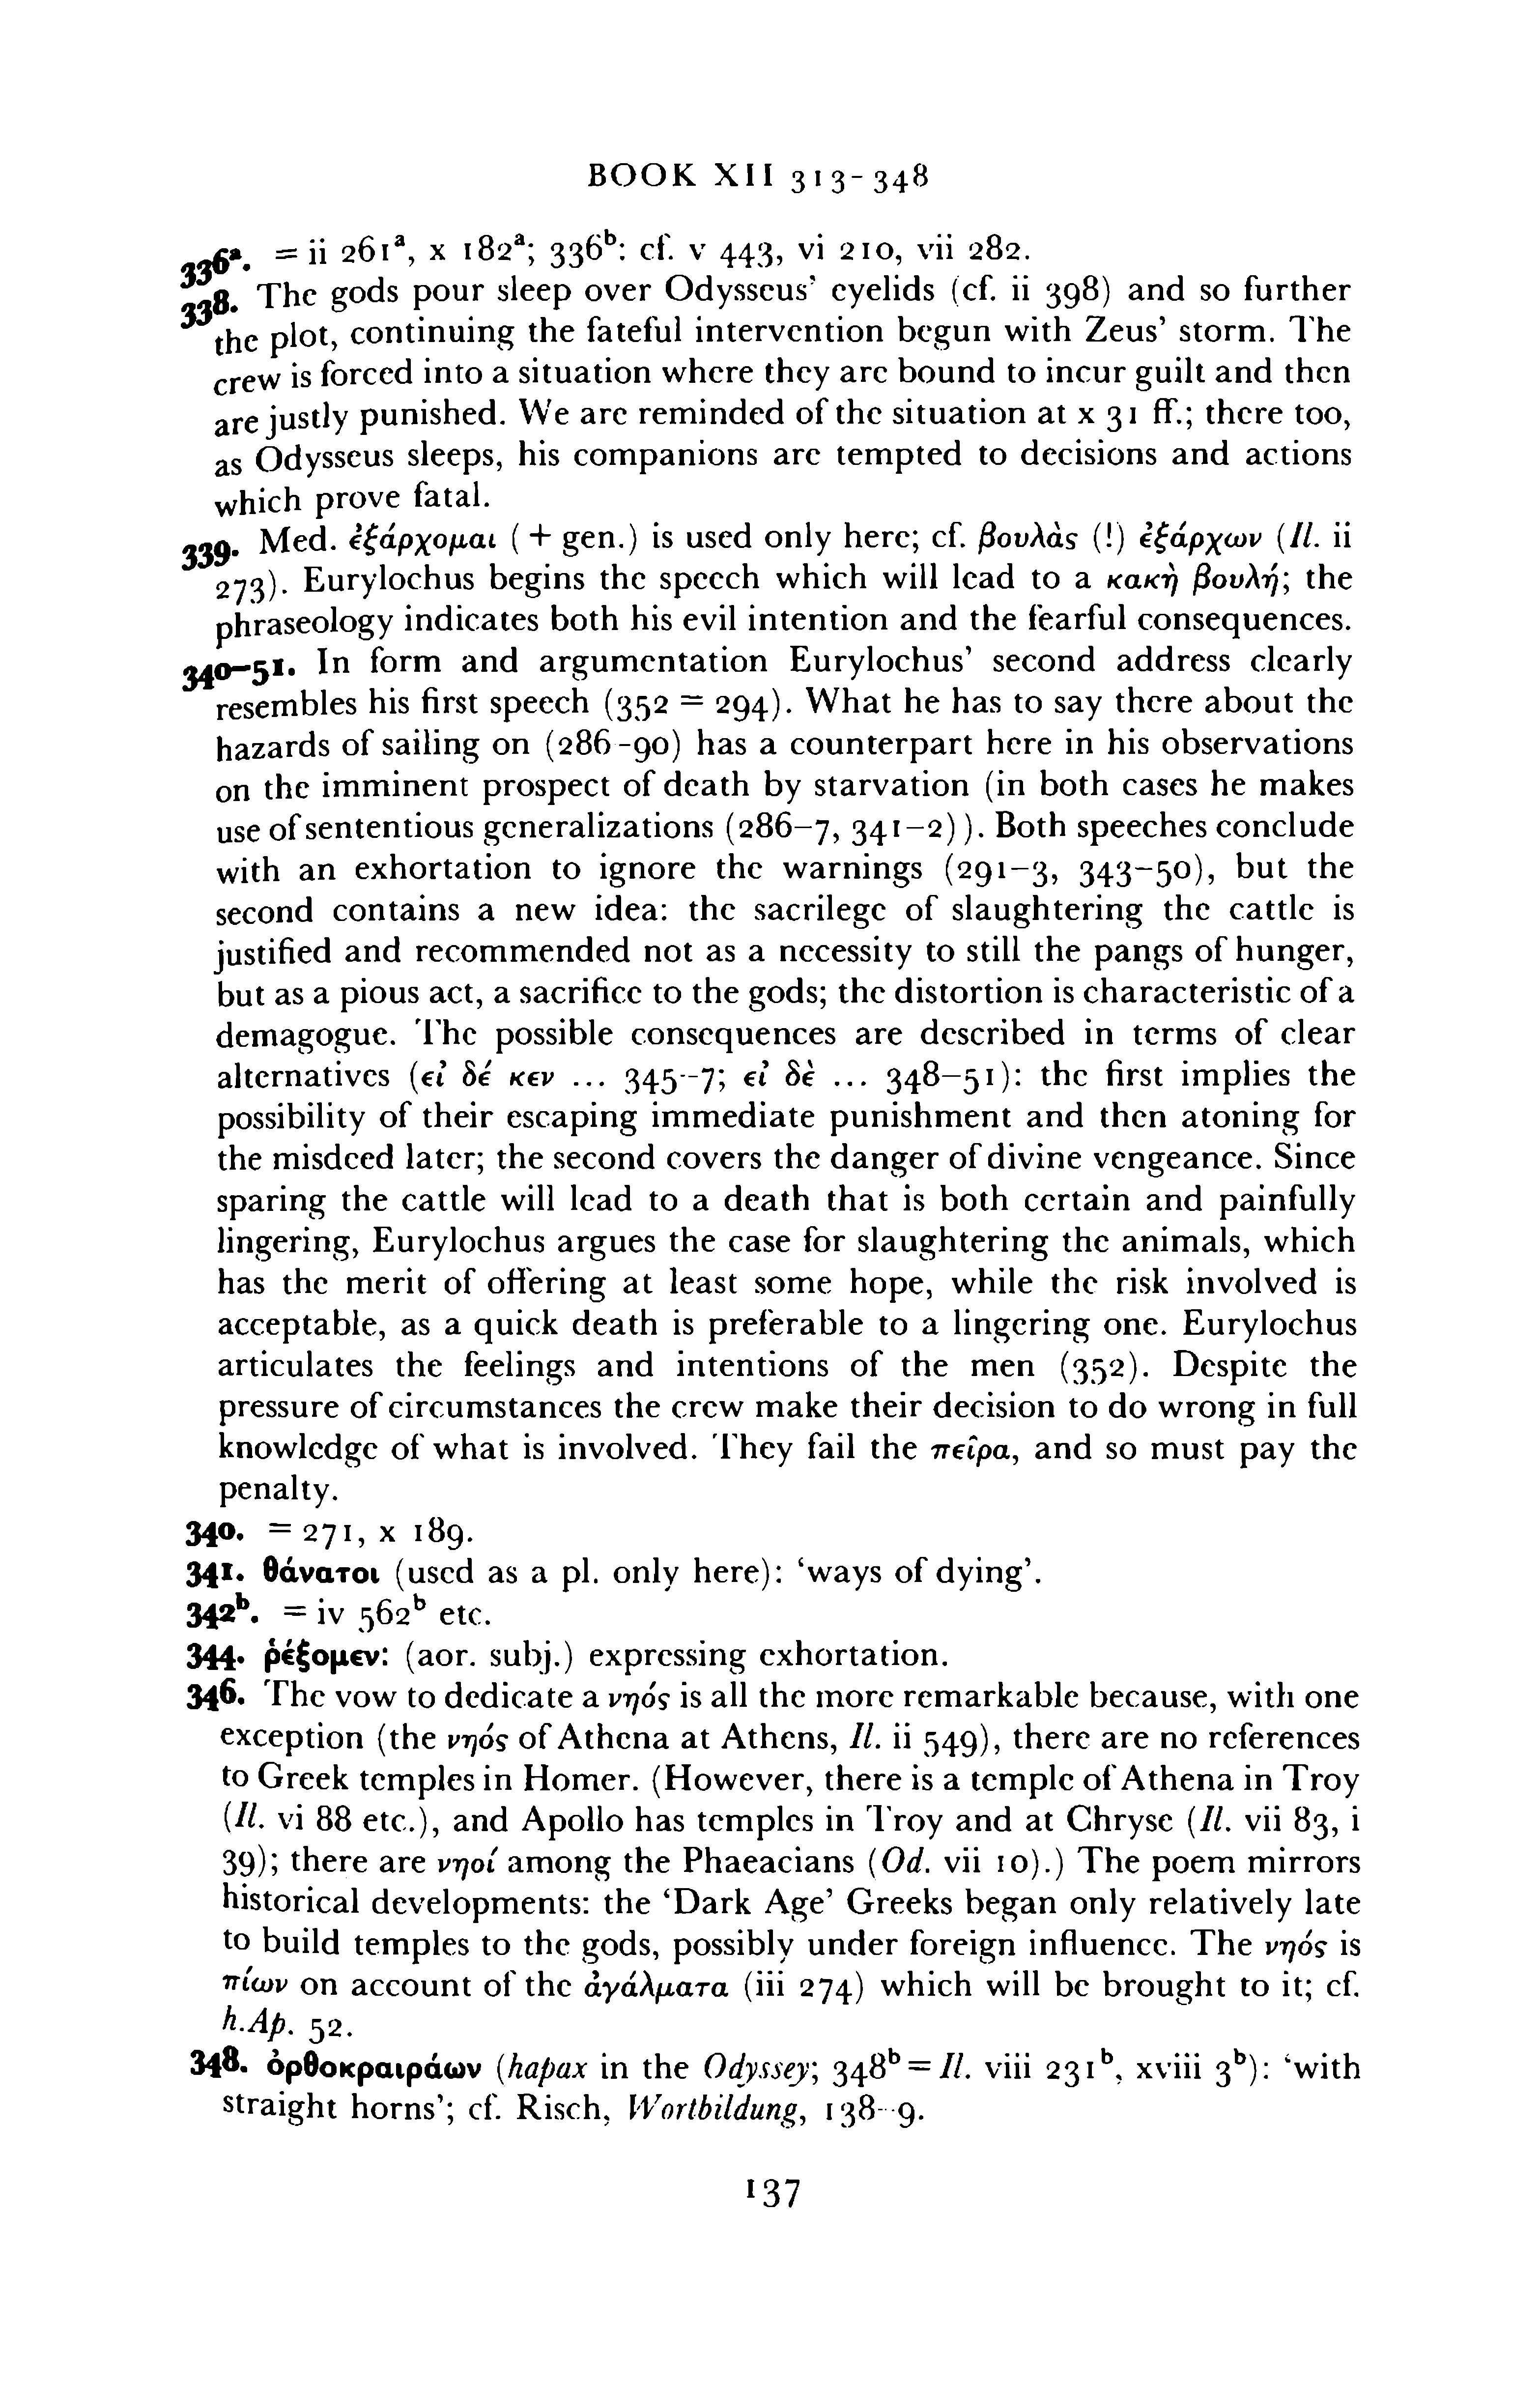 BOOK XII 313-348
336ᵃ. = ii 261ᵃ, x 182ᵃ; 336ᵇ: cf. v 443, vi 210, vii 282.
338. The gods pour sleep over Odysseus' eyelids (cf. ii 398) and so further
the plot, continuing the fateful intervention begun with Zeus' storm. The
crew is forced into a situation where they are bound to incur guilt and then
are justly punished. We are reminded of the situation at x 31 ff.; there too,
as Odysseus sleeps, his companions are tempted to decisions and actions
which prove fatal.
339. Med. ἐξάρχομαι (+ gen.) is used only here; cf. βουλὰς (!) ἐξάρχων (Il. ii
273). Eurylochus begins the speech which will lead to a κακὴ βουλή; the
phraseology indicates both his evil intention and the fearful consequences.
340–51. In form and argumentation Eurylochus' second address clearly
resembles his first speech (352 = 294). What he has to say there about the
hazards of sailing on (286-90) has a counterpart here in his observations
on the imminent prospect of death by starvation (in both cases he makes
use of sententious generalizations (286–7, 341–2)). Both speeches conclude
with an exhortation to ignore the warnings (291–3, 343–50), but the
second contains a new idea: the sacrilege of slaughtering the cattle is
justified and recommended not as a necessity to still the pangs of hunger,
but as a pious act, a sacrifice to the gods; the distortion is characteristic of a
demagogue. The possible consequences are described in terms of clear
alternatives (εἰ δέ κεν ... 345–7; εἰ δὲ ... 348–51): the first implies the
possibility of their escaping immediate punishment and then atoning for
the misdeed later; the second covers the danger of divine vengeance. Since
sparing the cattle will lead to a death that is both certain and painfully
lingering, Eurylochus argues the case for slaughtering the animals, which
has the merit of offering at least some hope, while the risk involved is
acceptable, as a quick death is preferable to a lingering one. Eurylochus
articulates the feelings and intentions of the men (352). Despite the
pressure of circumstances the crew make their decision to do wrong in full
knowledge of what is involved. They fail the πεῖρα, and so must pay the
penalty.
340. = 271, x 189.
341. θάνατοι (used as a pl. only here): 'ways of dying'.
342ᵇ. = iv 562ᵇ etc.
344. ῥέξομεν: (aor. subj.) expressing exhortation.
346. The vow to dedicate a νηός is all the more remarkable because, with one
exception (the νηός of Athena at Athens, Il. ii 549), there are no references
to Greek temples in Homer. (However, there is a temple of Athena in Troy
(Il. vi 88 etc.), and Apollo has temples in Troy and at Chryse (Il. vii 83, i
39); there are νηοί among the Phaeacians (Od. vii 10).) The poem mirrors
historical developments: the 'Dark Age' Greeks began only relatively late
to build temples to the gods, possibly under foreign influence. The νηός is
πίων on account of the ἀγάλματα (iii 274) which will be brought to it; cf.
h.Ap. 52.
348. ὀρθοκραιράων (hapax in the Odyssey; 348ᵇ = Il. viii 231ᵇ, xviii 3ᵇ): 'with
straight horns'; cf. Risch, Wortbildung, 138–9.
137